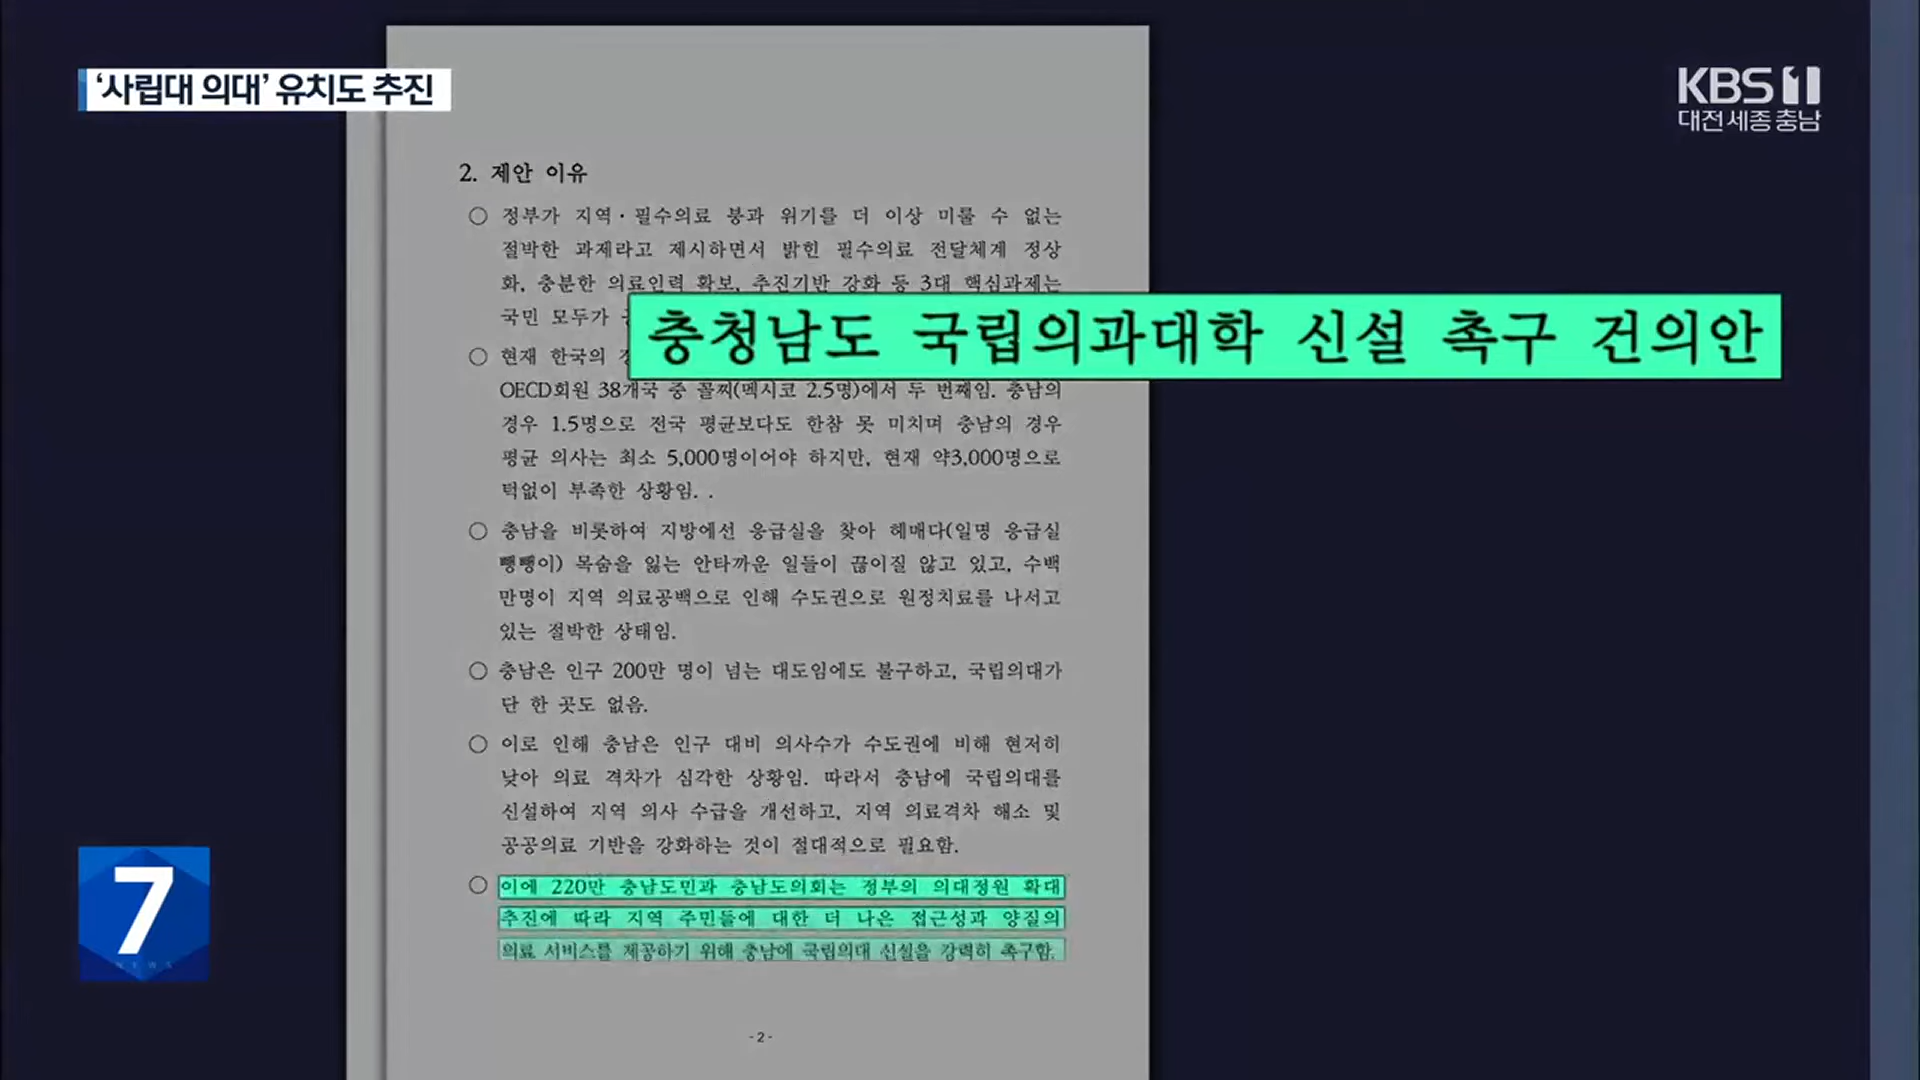 ‘사립대 의대’ 유치도 추진
KBS 1
대전 세종 충남
2. 제안 이유
○ 정부가 지역·필수의료 붕괴 위기를 더 이상 미룰 수 없는
절박한 과제라고 제시하면서 밝힌 필수의료 전달체계 정상
화, 충분한 의료인력 확보, 추진기반 강화 등 3대 핵심과제는
국민 모두가
충청남도 국립의과대학 신설 촉구 건의안
○ 현재 한국의
OECD회원 38개국 중 꼴찌(멕시코 2.5명)에서 두 번째임. 충남의
경우 1.5명으로 전국 평균보다도 한참 못 미치며 충남의 경우
평균 의사는 최소 5,000명이어야 하지만, 현재 약3,000명으로
턱없이 부족한 상황임. .
○ 충남을 비롯하여 지방에선 응급실을 찾아 헤매다(일명 응급실
뺑뺑이) 목숨을 잃는 안타까운 일들이 끊이질 않고 있고, 수백
만명이 지역 의료공백으로 인해 수도권으로 원정치료를 나서고
있는 절박한 상태임.
○ 충남은 인구 200만 명이 넘는 대도임에도 불구하고, 국립의대가
단 한 곳도 없음.
○ 이로 인해 충남은 인구 대비 의사수가 수도권에 비해 현저히
낮아 의료 격차가 심각한 상황임. 따라서 충남에 국립의대를
신설하여 지역 의사 수급을 개선하고, 지역 의료격차 해소 및
공공의료 기반을 강화하는 것이 절대적으로 필요함.
○ 이에 220만 충남도민과 충남도의회는 정부의 의대정원 확대
추진에 따라 지역 주민들에 대한 더 나은 접근성과 양질의
의료 서비스를 제공하기 위해 충남에 국립의대 신설을 강력히 촉구함.
7
NEWS
- 2 -